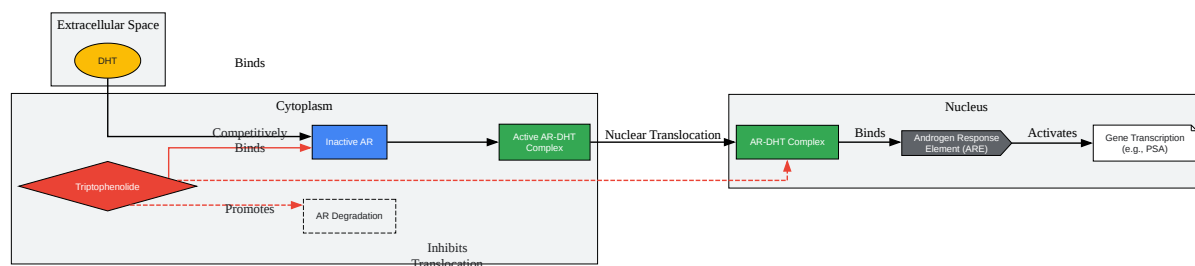 Extracellular Space
DHT
Binds
Cytoplasm
Competitively
Binds
Inactive AR
Active AR-DHT
Complex
Nuclear Translocation
Nucleus
AR-DHT Complex
Binds
Androgen Response
Element (ARE)
Activates
Gene Transcription
(e.g., PSA)
Triptophenolide
Promotes
AR Degradation
Inhibits
Translocation